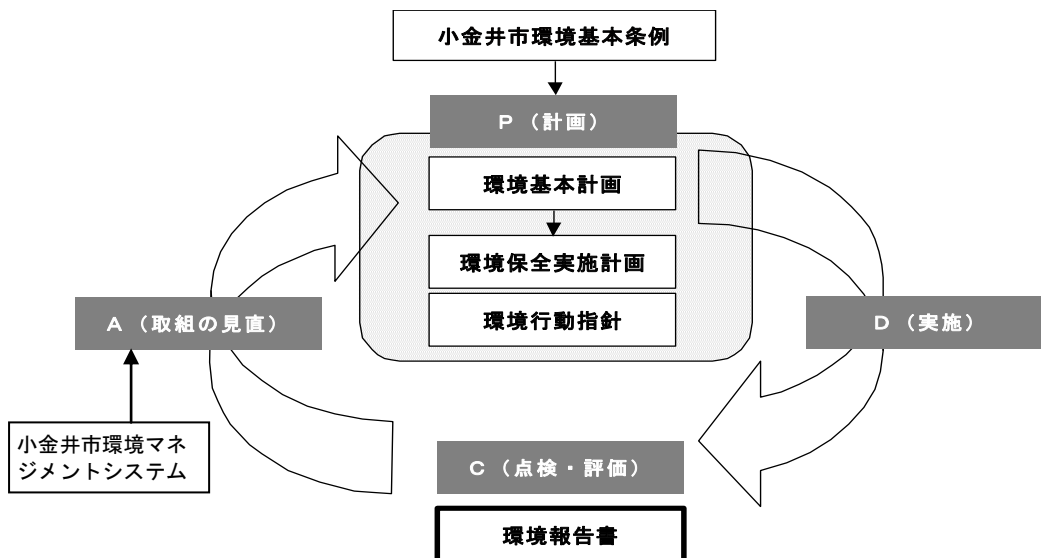 小金井市環境基本条例
P（計画）
環境基本計画
環境保全実施計画
環境行動指針
A（取組の見直）
D（実施）
小金井市環境マネ
ジメントシステム
C（点検・評価）
環境報告書